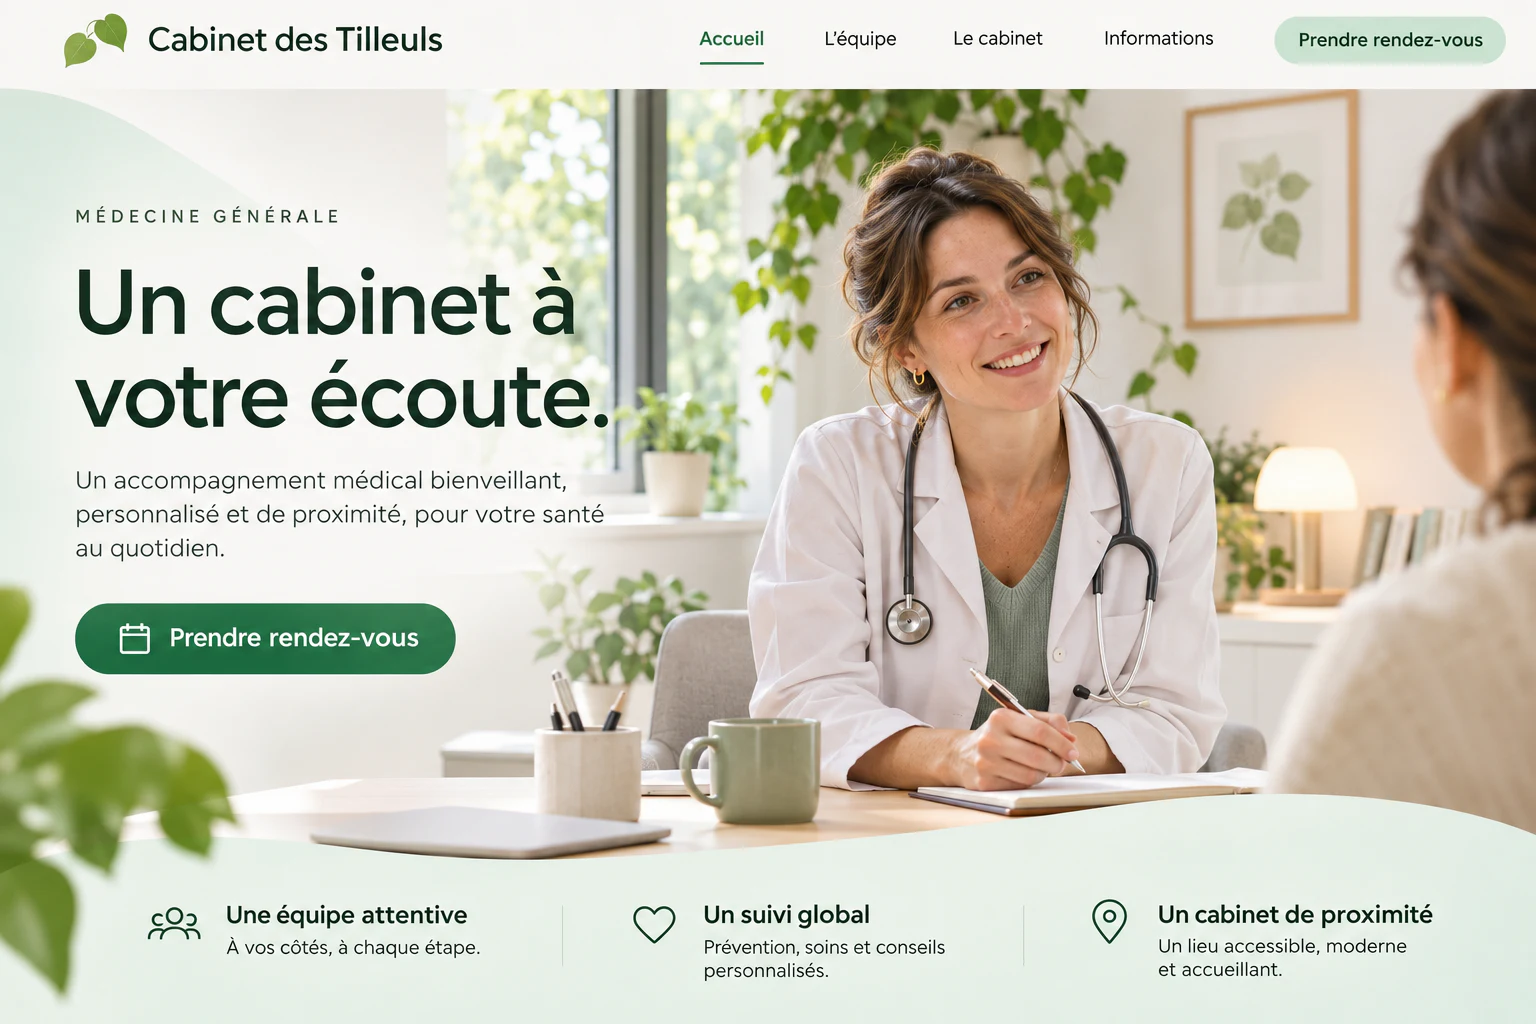 Cabinet des Tilleuls
Accueil
L'équipe
Le cabinet
Informations
Prendre rendez-vous
MÉDECINE GÉNÉRALE
Un cabinet à
votre écoute.
Un accompagnement médical bienveillant,
personnalisé et de proximité, pour votre santé
au quotidien.
Prendre rendez-vous
Une équipe attentive
À vos côtés, à chaque étape.
Un suivi global
Prévention, soins et conseils
personnalisés.
Un cabinet de proximité
Un lieu accessible, moderne
et accueillant.